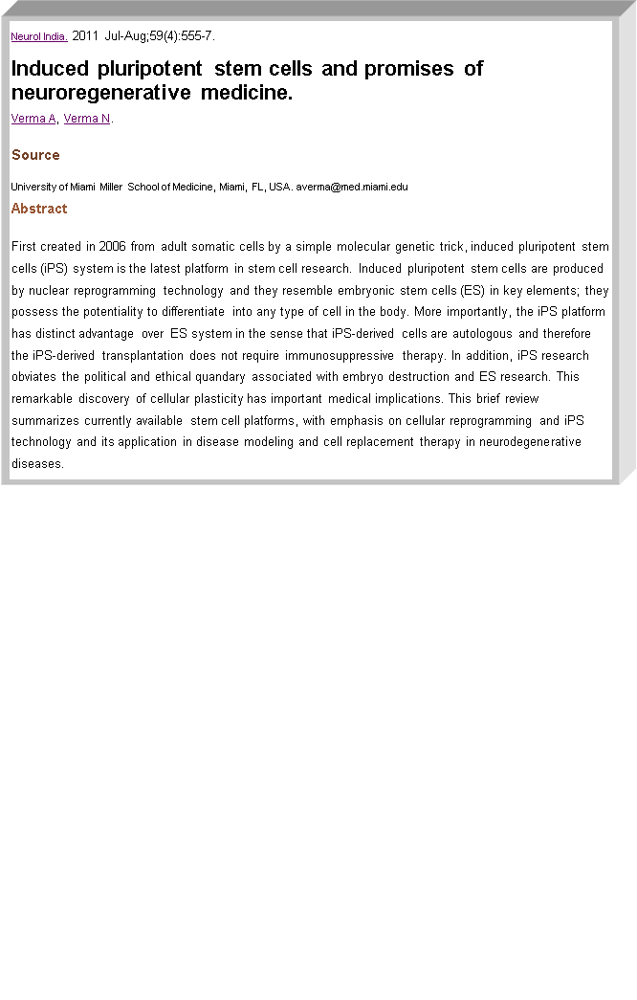 Neurol India. 2011 Jul-Aug;59(4):555-7.
Induced pluripotent stem cells and promises of
neuroregenerative medicine.
Verma A, Verma N.
Source
University of Miami Miller School of Medicine, Miami, FL, USA. averma@med.miami.edu
Abstract
First created in 2006 from adult somatic cells by a simple molecular genetic trick, induced pluripotent stem
cells (iPS) system is the latest platform in stem cell research. Induced pluripotent stem cells are produced
by nuclear reprogramming technology and they resemble embryonic stem cells (ES) in key elements; they
possess the potentiality to differentiate into any type of cell in the body. More importantly, the iPS platform
has distinct advantage over ES system in the sense that iPS-derived cells are autologous and therefore
the iPS-derived transplantation does not require immunosuppressive therapy. In addition, iPS research
obviates the political and ethical quandary associated with embryo destruction and ES research. This
remarkable discovery of cellular plasticity has important medical implications. This brief review
summarizes currently available stem cell platforms, with emphasis on cellular reprogramming and iPS
technology and its application in disease modeling and cell replacement therapy in neurodegenerative
diseases.